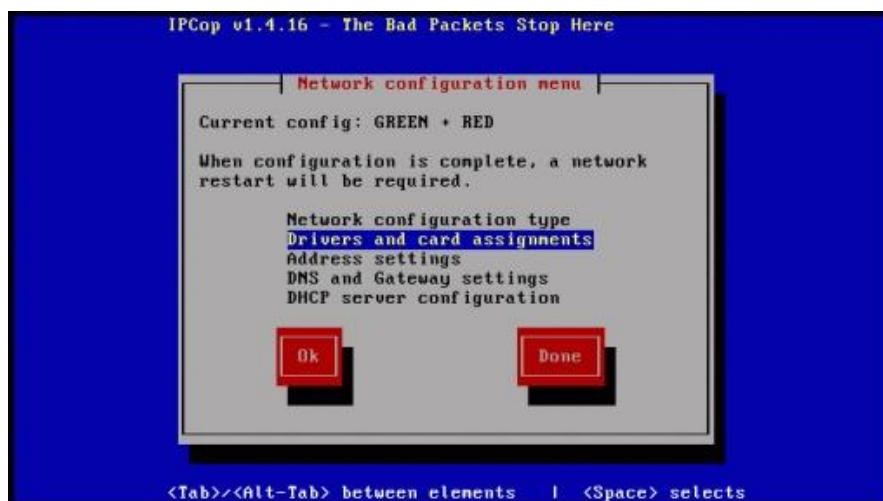 IPCop v1.4.16 - The Bad Packets Stop Here
Network configuration menu
Current config: GREEN + RED
When configuration is complete, a network
restart will be required.
Network configuration type
Drivers and card assignments
Address settings
DNS and Gateway settings
DHCP server configuration
Ok
Done
<Tab>/<Alt-Tab> between elements | <Space> selects